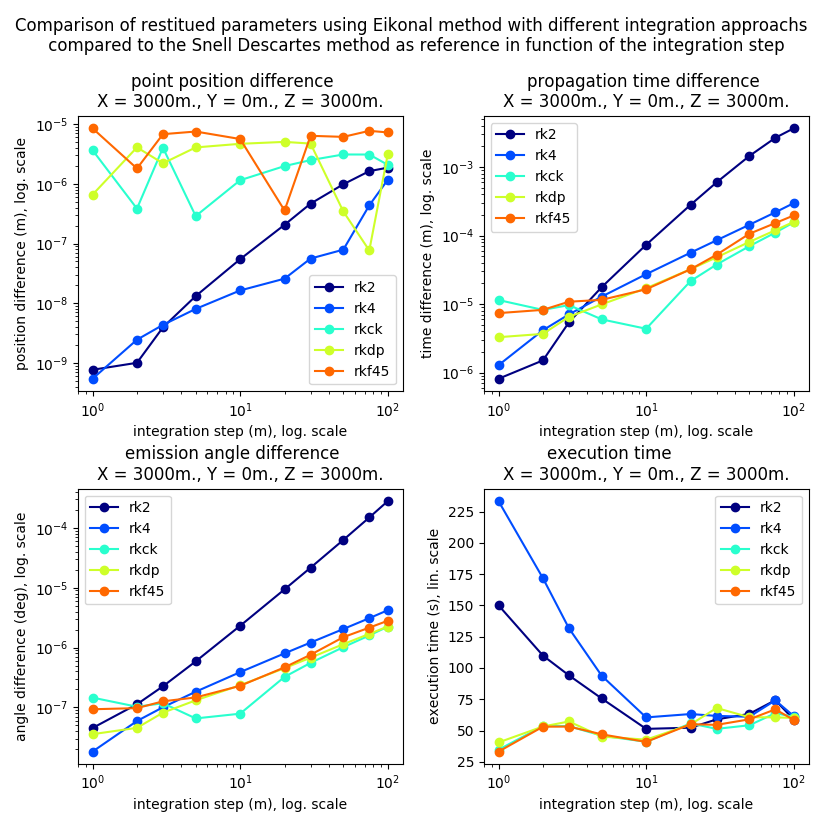 Comparison of restitued parameters using Eikonal method with different integration approachs
compared to the Snell Descartes method as reference in function of the integration step
point position difference
X = 3000m., Y = 0m., Z = 3000m.
position difference (m), log. scale
10⁻⁵
10⁻⁶
10⁻⁷
10⁻⁸
10⁻⁹
rk2
rk4
rkck
rkdp
rkf45
10⁰
10¹
10²
integration step (m), log. scale
propagation time difference
X = 3000m., Y = 0m., Z = 3000m.
time difference (m), log. scale
10⁻³
10⁻⁴
10⁻⁵
10⁻⁶
rk2
rk4
rkck
rkdp
rkf45
10⁰
10¹
10²
integration step (m), log. scale
emission angle difference
X = 3000m., Y = 0m., Z = 3000m.
angle difference (deg), log. scale
10⁻⁴
10⁻⁵
10⁻⁶
10⁻⁷
rk2
rk4
rkck
rkdp
rkf45
10⁰
10¹
10²
integration step (m), log. scale
execution time
X = 3000m., Y = 0m., Z = 3000m.
execution time (s), lin. scale
225
200
175
150
125
100
75
50
25
rk2
rk4
rkck
rkdp
rkf45
10⁰
10¹
10²
integration step (m), log. scale